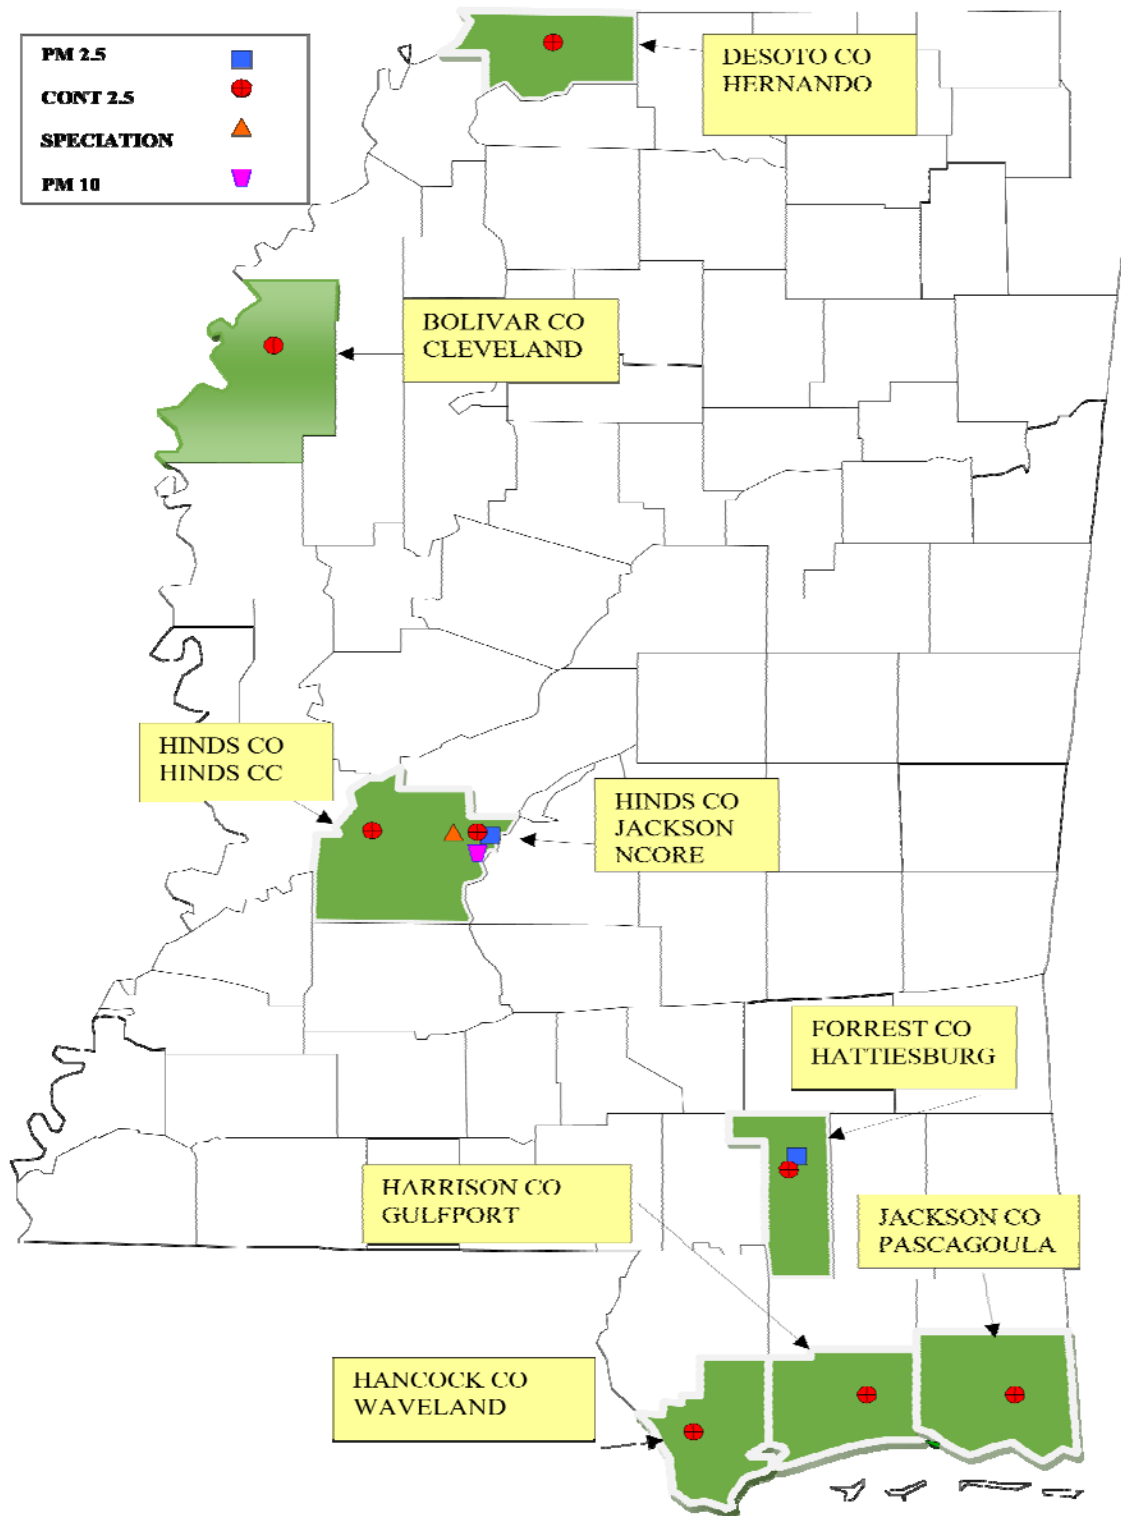 PM 2.5
CONT 2.5
SPECIATION
PM 10
DESOTO CO
HERNANDO
BOLIVAR CO
CLEVELAND
HINDS CO
HINDS CC
HINDS CO
JACKSON
NCORE
FORREST CO
HATTIESBURG
HARRISON CO
GULFPORT
JACKSON CO
PASCAGOULA
HANCOCK CO
WAVELAND